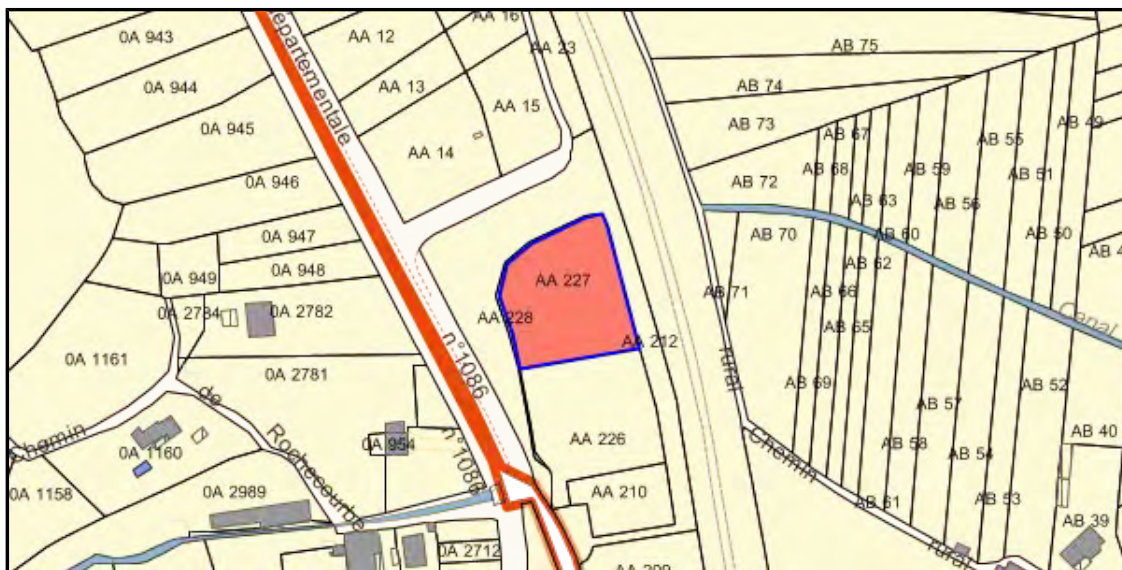 AA 16
0A 943
AA 12
AA 23
AB 75
épartementale
0A 944
AA 13
AB 74
AA 15
0A 945
AB 73
AB 67
AB 55
AB 49
AA 14
AB 68
AB 59
AB 51
0A 946
AB 72
AB 63
AB 56
0A 947
AB 70
AB 60
AB 50
0A 948
0A 949
AA 227
AB 62
AB 71
AB 66
0A 2784
0A 2782
AA 228
AB 65
Canal
n°1086
AA 212
0A 1161
0A 2781
rural
AB 69
AB 52
de
AB 57
Chemin
0A 1160
Rochecourbe
0A 954
n°1086
AA 226
Chemin
AB 58
AB 54
AB 40
0A 1158
0A 2989
AA 210
AB 61
AB 53
AB 39
0A 2712
rural
AA 209